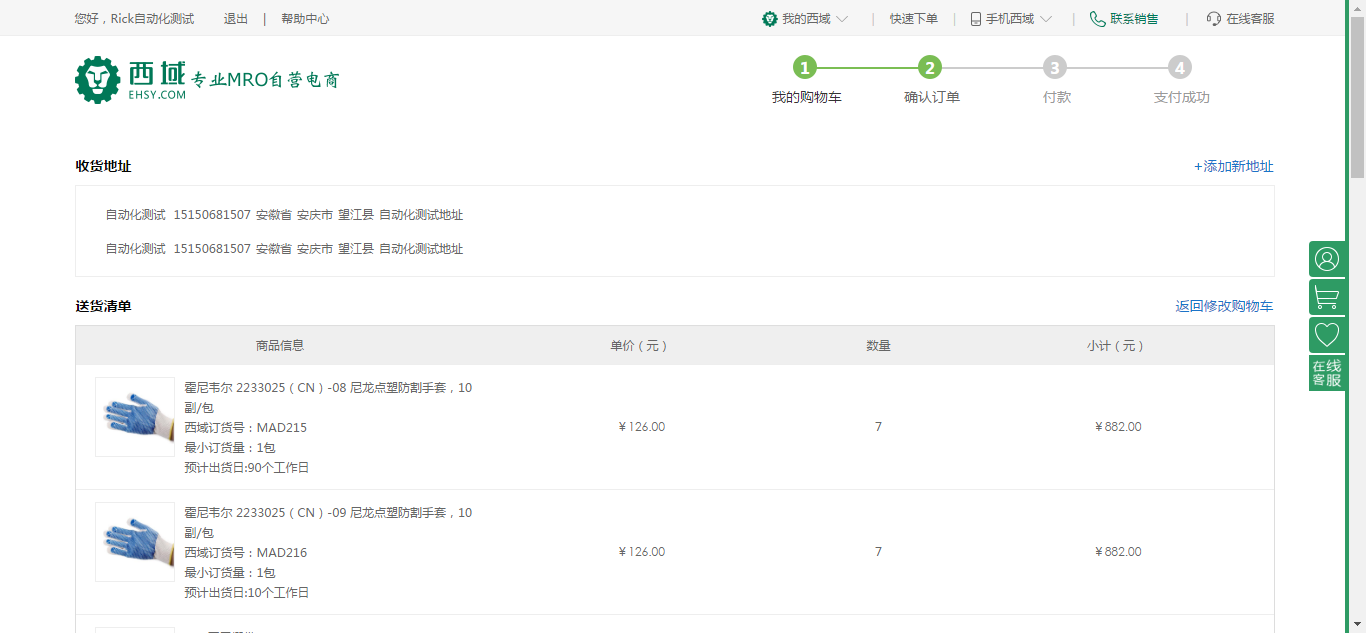 您好，Rick自动化测试 退出 | 帮助中心 我的西域 | 快速下单 | 手机西域 | 联系销售 | 在线客服
西域 专业MRO自营电商
EHSY.COM
1 2 3 4
我的购物车 确认订单 付款 支付成功
收货地址 +添加新地址
自动化测试 15150681507 安徽省 安庆市 望江县 自动化测试地址
自动化测试 15150681507 安徽省 安庆市 望江县 自动化测试地址
送货清单 返回修改购物车
商品信息 单价（元） 数量 小计（元）
霍尼韦尔 2233025（CN）-08 尼龙点塑防割手套，10
副/包
西域订货号：MAD215
最小订货量：1包
预计出货日:90个工作日
￥126.00 7 ￥882.00
霍尼韦尔 2233025（CN）-09 尼龙点塑防割手套，10
副/包
西域订货号：MAD216
最小订货量：1包
预计出货日:10个工作日
￥126.00 7 ￥882.00
在线
客服